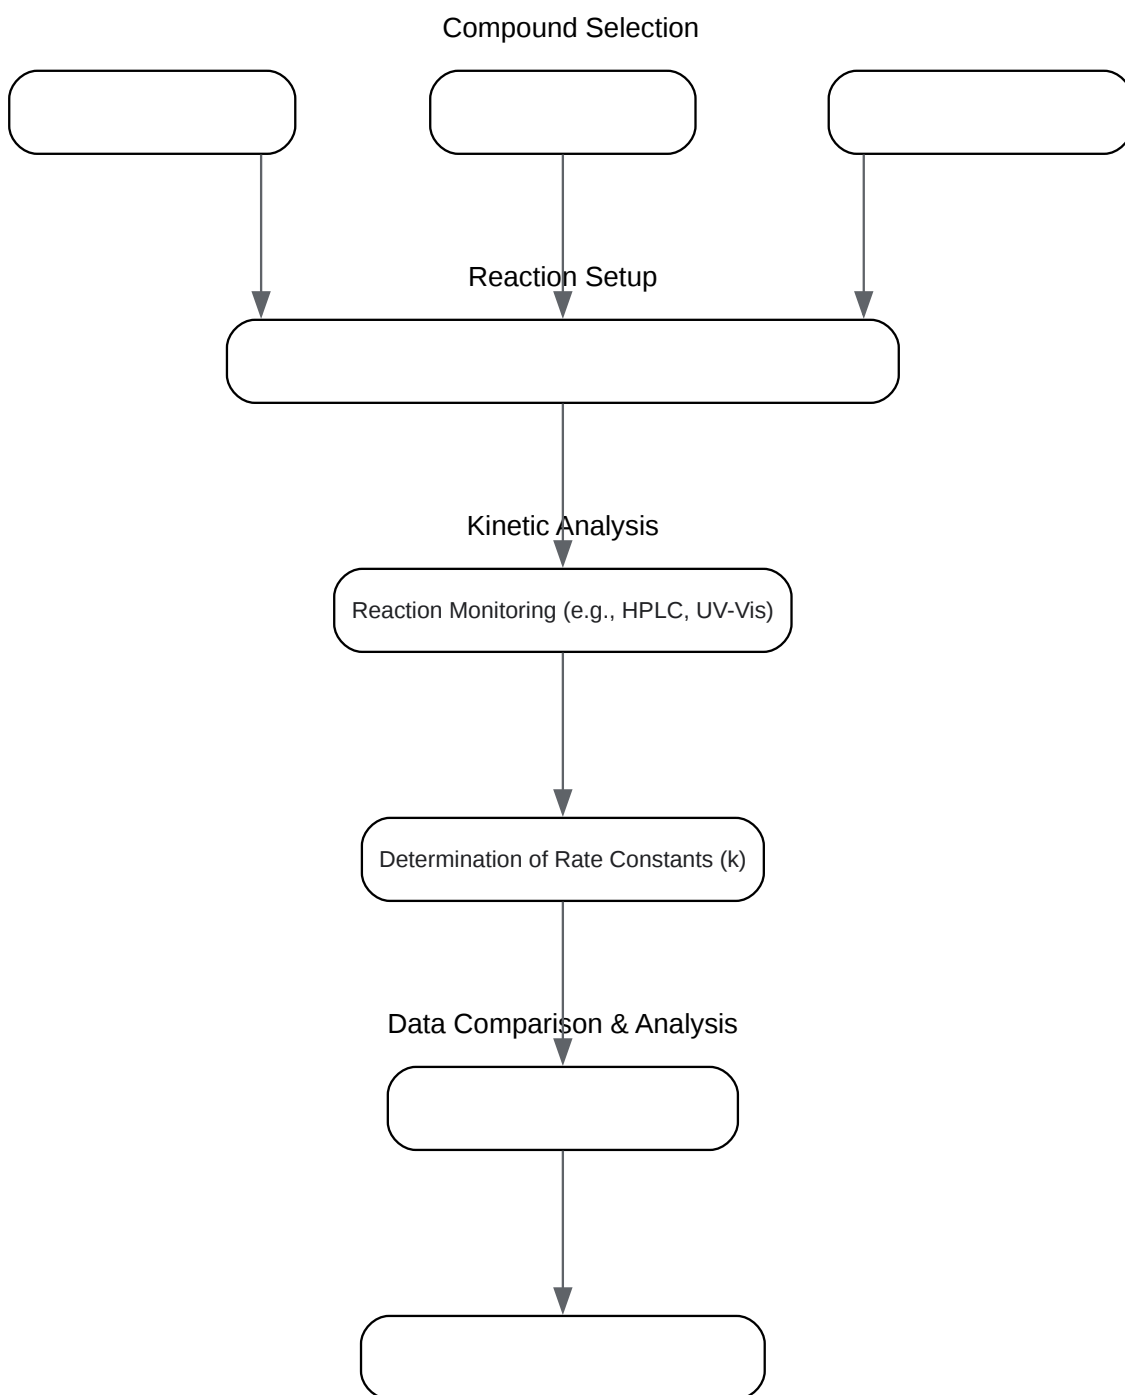 Compound Selection
Reaction Setup
Kinetic Analysis
Reaction Monitoring (e.g., HPLC, UV-Vis)
Determination of Rate Constants (k)
Data Comparison & Analysis